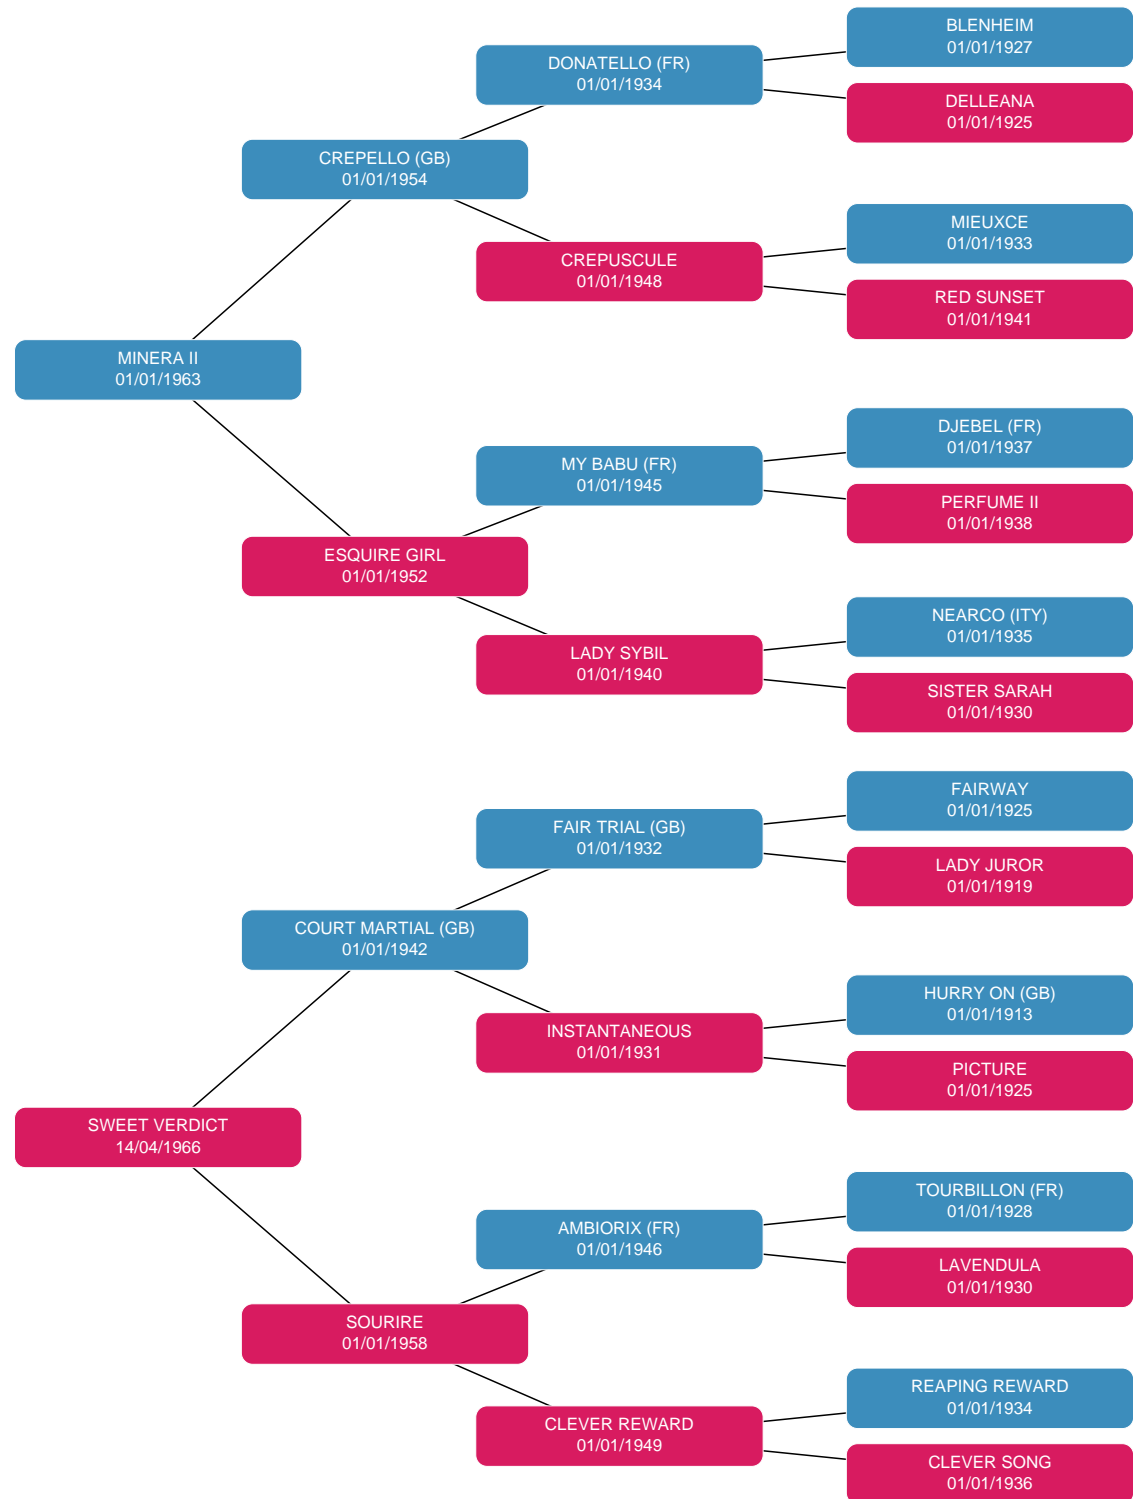 BLENHEIM
01/01/1927
DONATELLO (FR)
01/01/1934
DELLEANA
01/01/1925
CREPELLO (GB)
01/01/1954
MIEUXCE
01/01/1933
CREPUSCULE
01/01/1948
RED SUNSET
01/01/1941
MINERA II
01/01/1963
DJEBEL (FR)
01/01/1937
MY BABU (FR)
01/01/1945
PERFUME II
01/01/1938
ESQUIRE GIRL
01/01/1952
NEARCO (ITY)
01/01/1935
LADY SYBIL
01/01/1940
SISTER SARAH
01/01/1930
FAIRWAY
01/01/1925
FAIR TRIAL (GB)
01/01/1932
LADY JUROR
01/01/1919
COURT MARTIAL (GB)
01/01/1942
HURRY ON (GB)
01/01/1913
INSTANTANEOUS
01/01/1931
PICTURE
01/01/1925
SWEET VERDICT
14/04/1966
TOURBILLON (FR)
01/01/1928
AMBIORIX (FR)
01/01/1946
LAVENDULA
01/01/1930
SOURIRE
01/01/1958
REAPING REWARD
01/01/1934
CLEVER REWARD
01/01/1949
CLEVER SONG
01/01/1936